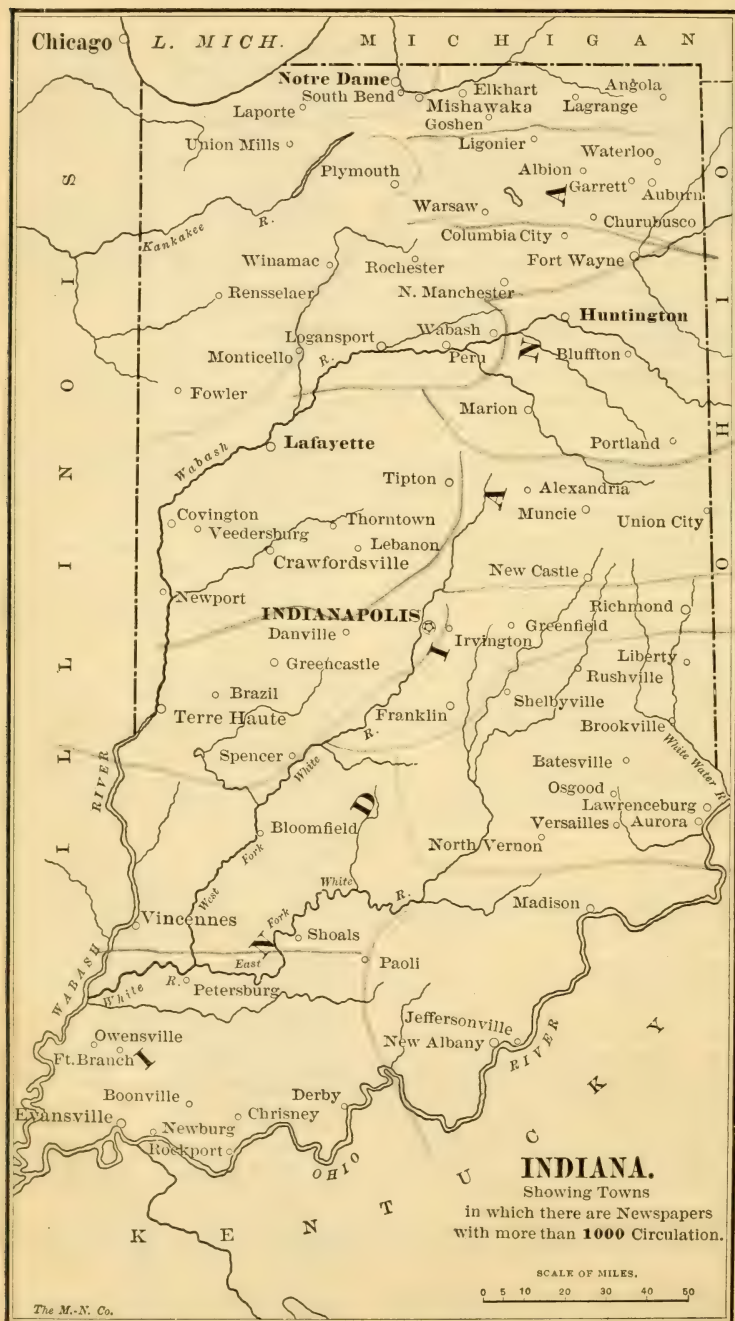 Chicago
L. MICH.
MICHIGAN
Notre Dame
South Bend
Elkhart
Angola
Laporte
Mishawaka
Lagrange
Goshen
Union Mills
Ligonier
Waterloo
Plymouth
Albion
Garrett
Auburn
Warsaw
Churubusco
Kankakee R.
Columbia City
Winamac
Rochester
Fort Wayne
Rensselaer
N. Manchester
Huntington
Logansport
Wabash
Monticello
R.
Peru
Bluffton
Fowler
Marion
Wabash
Lafayette
Portland
Tipton
Alexandria
Covington
Thorntown
Muncie
Union City
Veedersburg
Lebanon
Crawfordsville
New Castle
Newport
Richmond
INDIANAPOLIS
Danville
Irvington
Greenfield
Greencastle
Liberty
Rushville
Brazil
Shelbyville
Terre Haute
Franklin
Brookville
R.
Spencer
White
Batesville
White Water R
RIVER
Osgood
Lawrenceburg
Bloomfield
Versailles
Aurora
North Vernon
Fork
West
White
R.
Vincennes
Madison
Fork
Shoals
East
Paoli
WABASH
White
R.
Petersburg
Jeffersonville
Owensville
New Albany
RIVER
Ft. Branch
Boonville
Derby
Evansville
Chrisney
Newburg
Rockport
OHIO
ILLINOIS
OHIO
INDIANA
KENTUCKY
INDIANA.
Showing Towns
in which there are Newspapers
with more than 1000 Circulation.
SCALE OF MILES.
0 5 10 20 30 40 50
The M.-N. Co.